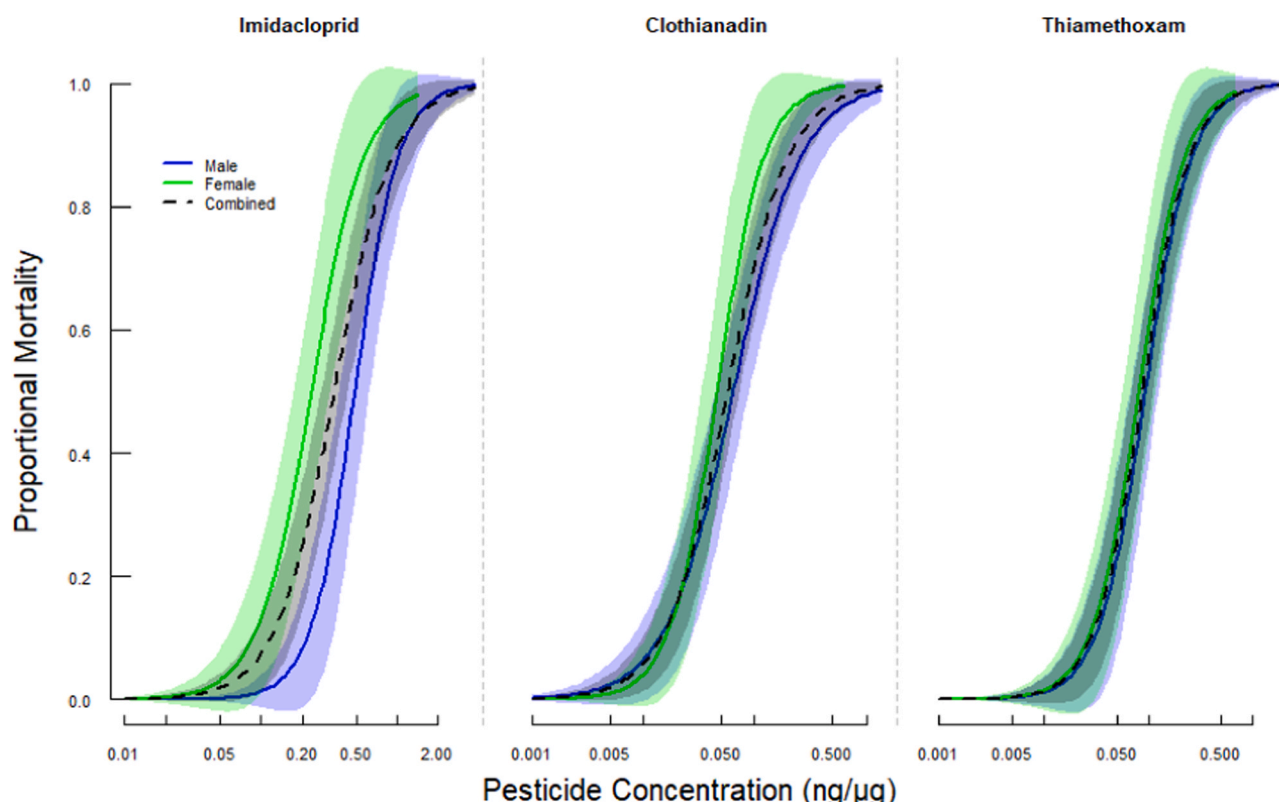 Imidacloprid Clothianadin Thiamethoxam
1.0
Male
Female
0.8
Combined
Proportional Mortality
0.6
0.4
0.2
0.0
0.01 0.05 0.20 0.50 2.00 0.001 0.005 0.050 0.500 0.001 0.005 0.050 0.500
Pesticide Concentration (ng/µg)